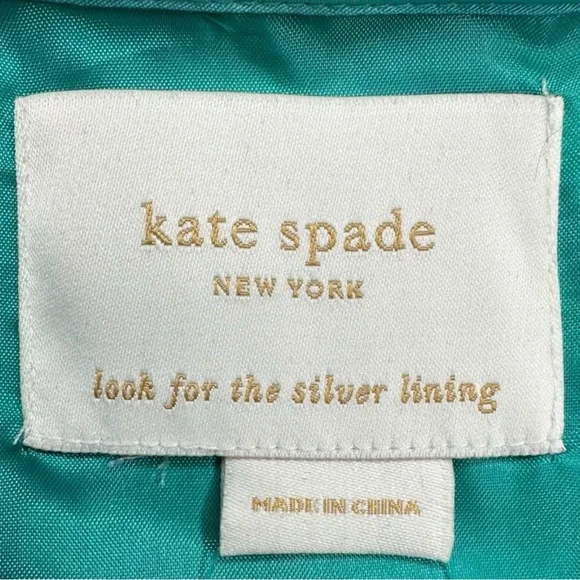 kate spade
NEW YORK
look for the silver lining
MADE IN CHINA